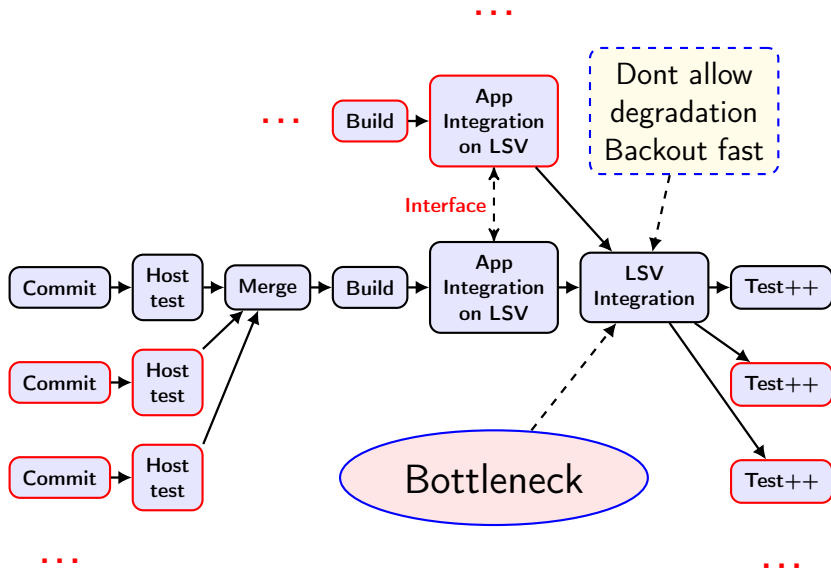 ...
Dont allow
degradation
Backout fast
...
Build
App
Integration
on LSV
Interface
Commit
Host
test
Merge
Build
App
Integration
on LSV
LSV
Integration
Test++
Commit
Host
test
Test++
Commit
Host
test
Bottleneck
Test++
...
...